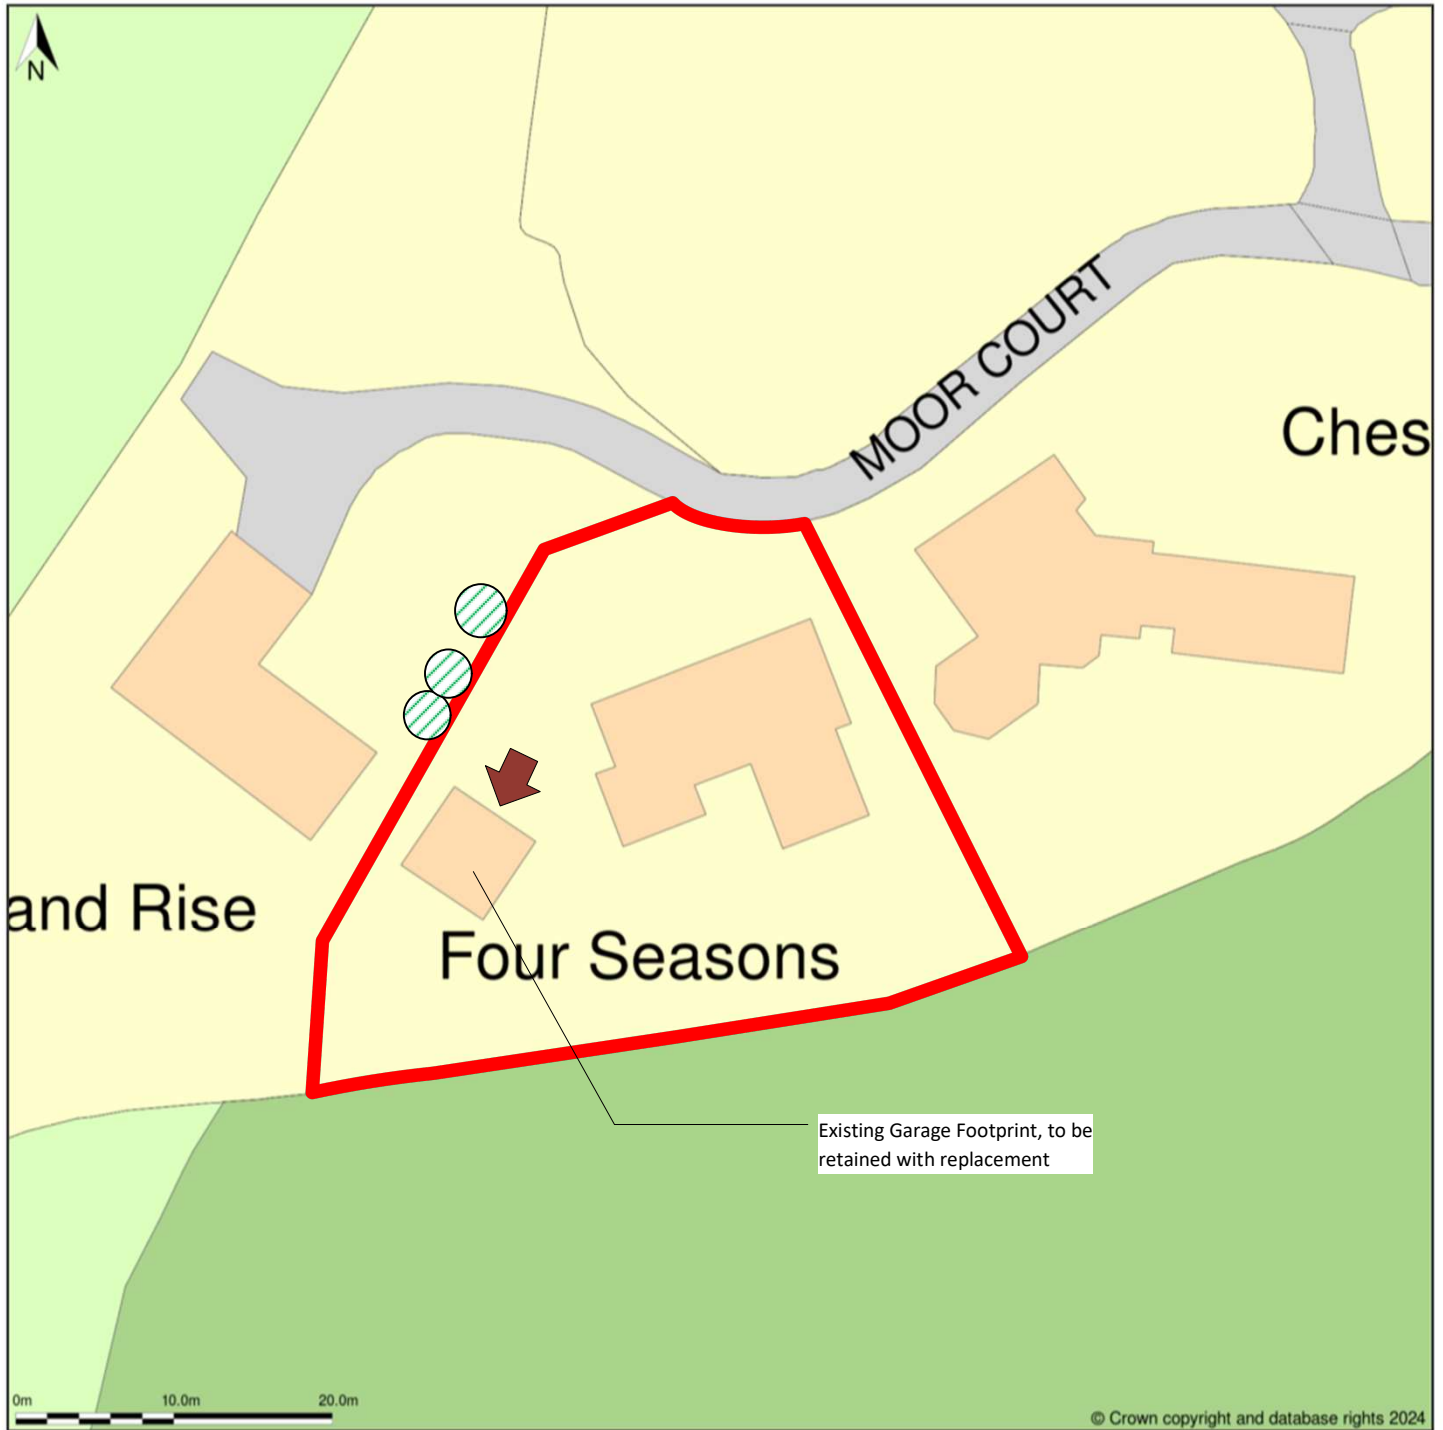 N
MOOR COURT
Ches
and Rise
Four Seasons
Existing Garage Footprint, to be
retained with replacement
0m 10.0m 20.0m
© Crown copyright and database rights 2024